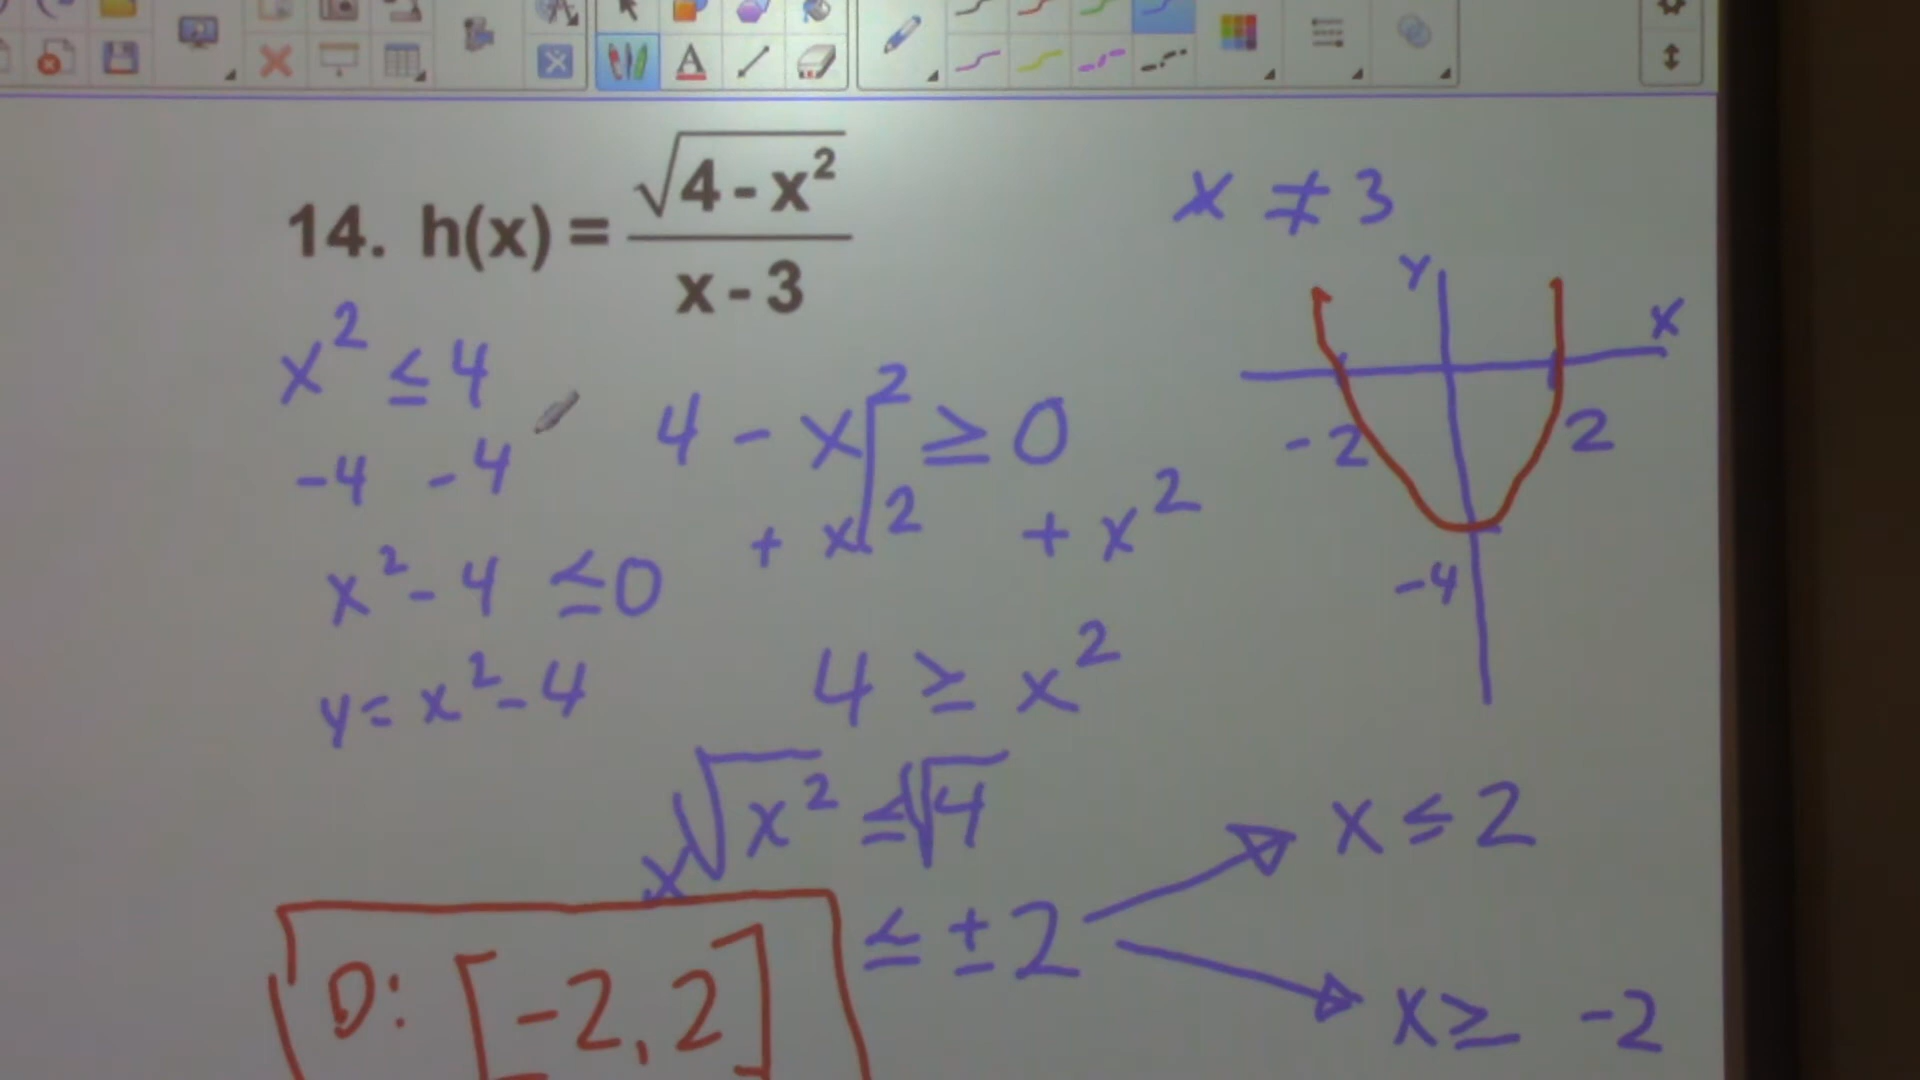 14. h(x) = √(4 - x²) / (x - 3)
x ≠ 3
x² ≤ 4
-4 -4
x² - 4 ≤ 0
y = x² - 4
4 - x² ≥ 0
+ x² + x²
4 ≥ x²
√x² ≤ √4
x ≤ ± 2
x ≤ 2
x ≥ -2
D: [-2, 2]
Y
X
-2
2
-4